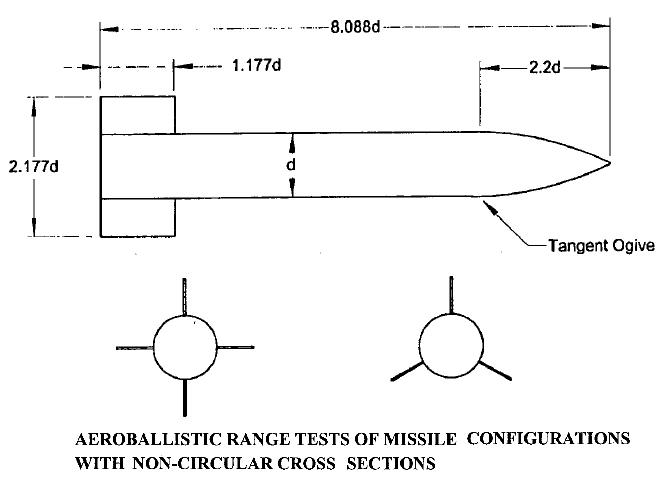 8.088d
1.177d
2.2d
2.177d
d
Tangent Ogive
AEROBALLISTIC RANGE TESTS OF MISSILE CONFIGURATIONS
WITH NON-CIRCULAR CROSS SECTIONS